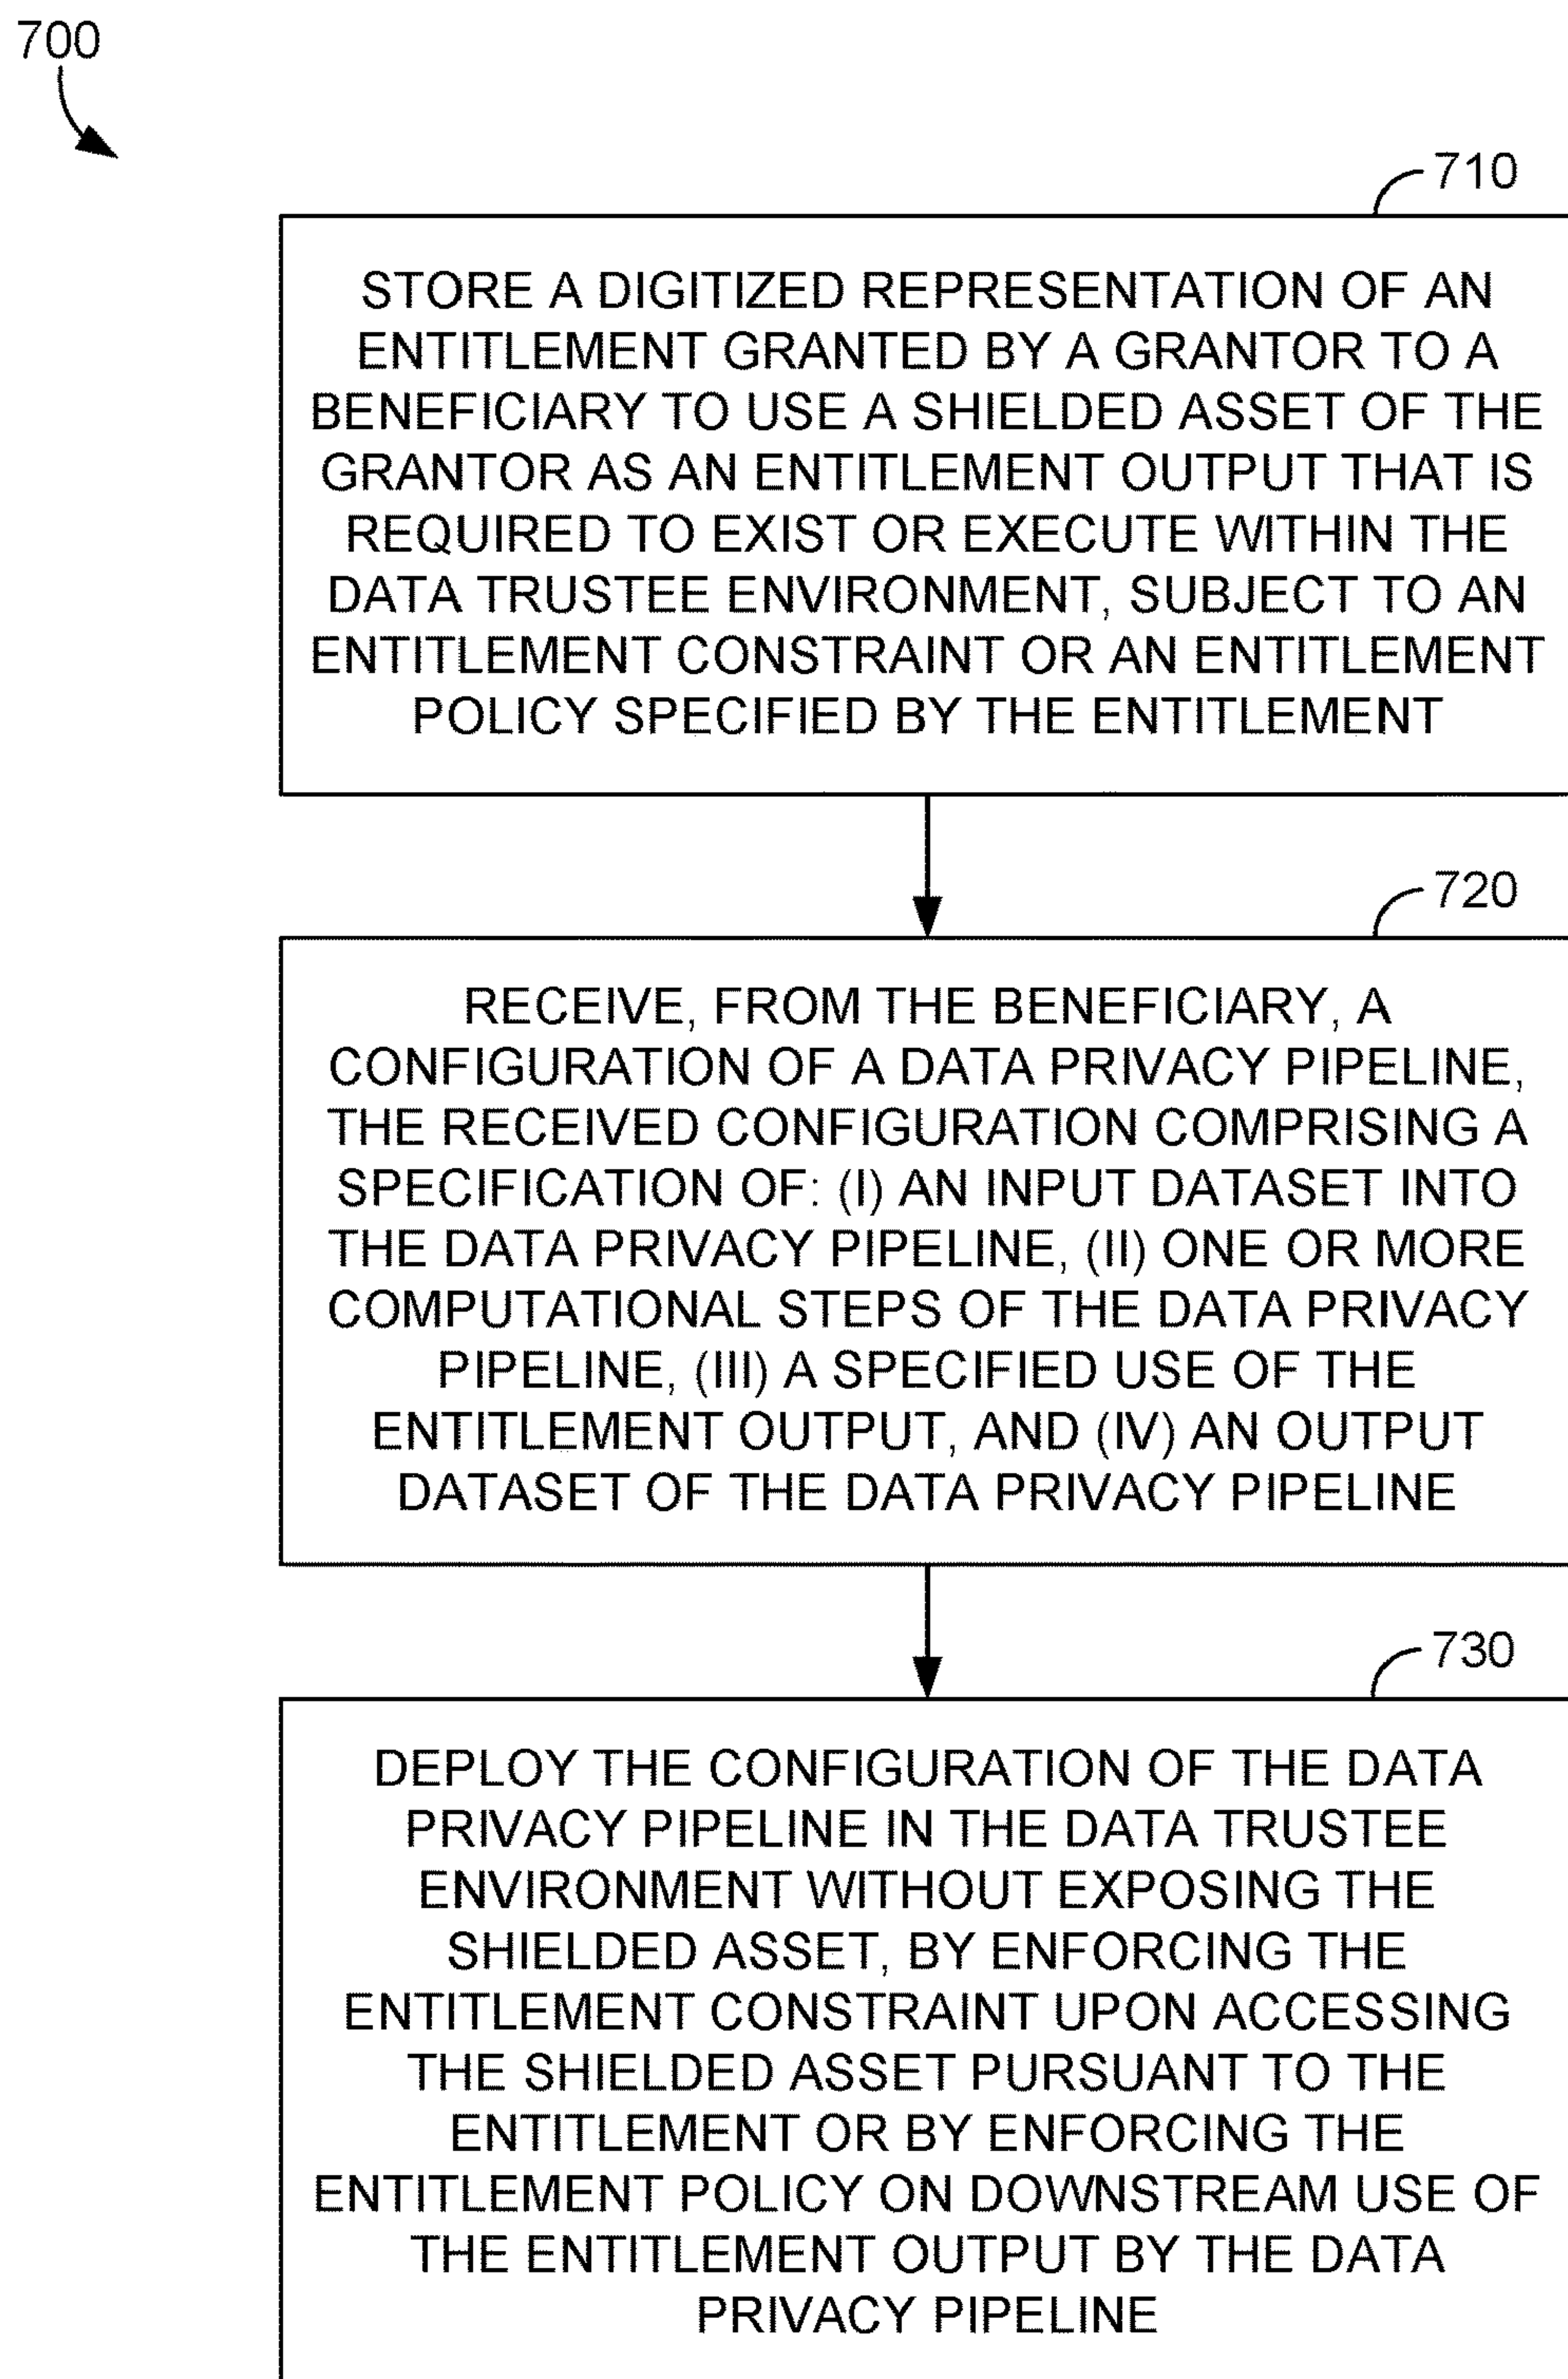 700
710
STORE A DIGITIZED REPRESENTATION OF AN
ENTITLEMENT GRANTED BY A GRANTOR TO A
BENEFICIARY TO USE A SHIELDED ASSET OF THE
GRANTOR AS AN ENTITLEMENT OUTPUT THAT IS
REQUIRED TO EXIST OR EXECUTE WITHIN THE
DATA TRUSTEE ENVIRONMENT, SUBJECT TO AN
ENTITLEMENT CONSTRAINT OR AN ENTITLEMENT
POLICY SPECIFIED BY THE ENTITLEMENT
720
RECEIVE, FROM THE BENEFICIARY, A
CONFIGURATION OF A DATA PRIVACY PIPELINE,
THE RECEIVED CONFIGURATION COMPRISING A
SPECIFICATION OF: (I) AN INPUT DATASET INTO
THE DATA PRIVACY PIPELINE, (II) ONE OR MORE
COMPUTATIONAL STEPS OF THE DATA PRIVACY
PIPELINE, (III) A SPECIFIED USE OF THE
ENTITLEMENT OUTPUT, AND (IV) AN OUTPUT
DATASET OF THE DATA PRIVACY PIPELINE
730
DEPLOY THE CONFIGURATION OF THE DATA
PRIVACY PIPELINE IN THE DATA TRUSTEE
ENVIRONMENT WITHOUT EXPOSING THE
SHIELDED ASSET, BY ENFORCING THE
ENTITLEMENT CONSTRAINT UPON ACCESSING
THE SHIELDED ASSET PURSUANT TO THE
ENTITLEMENT OR BY ENFORCING THE
ENTITLEMENT POLICY ON DOWNSTREAM USE OF
THE ENTITLEMENT OUTPUT BY THE DATA
PRIVACY PIPELINE